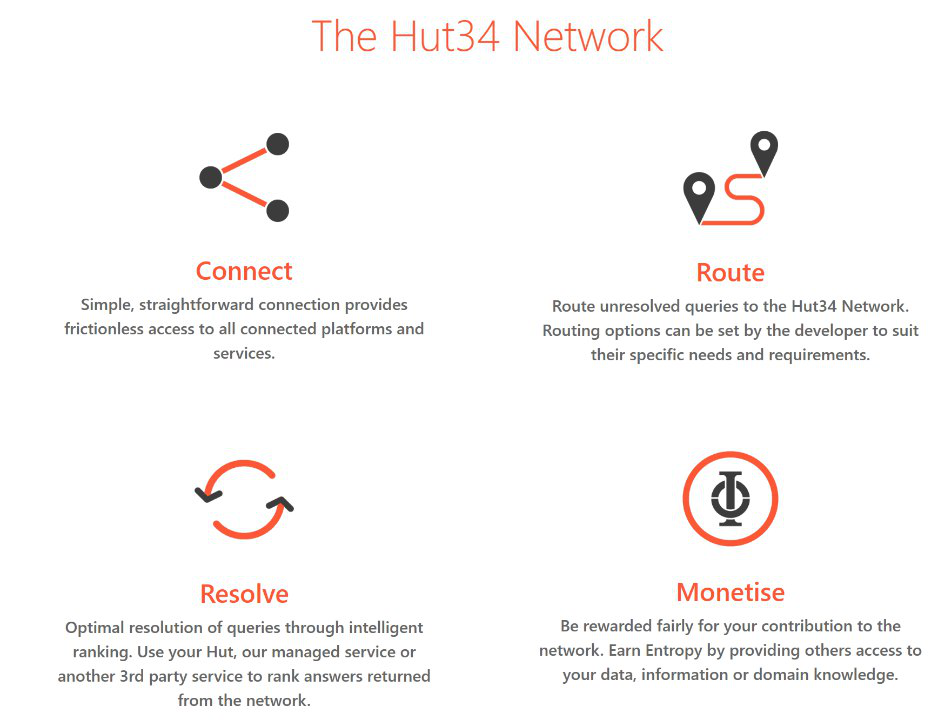 The Hut34 Network
Connect
Simple, straightforward connection provides
frictionless access to all connected platforms and
services.
Route
Route unresolved queries to the Hut34 Network.
Routing options can be set by the developer to suit
their specific needs and requirements.
Resolve
Optimal resolution of queries through intelligent
ranking. Use your Hut, our managed service or
another 3rd party service to rank answers returned
from the network.
Monetise
Be rewarded fairly for your contribution to the
network. Earn Entropy by providing others access to
your data, information or domain knowledge.